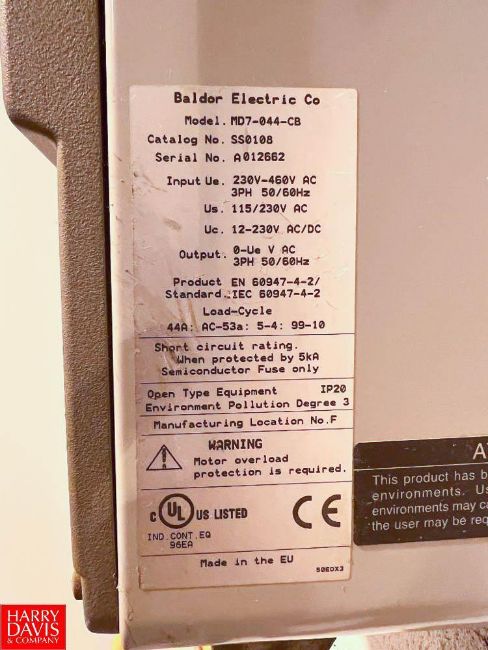 Baldor Electric Co
Model. MD7-044-CB
Catalog No. SS0108
Serial No. A012662
Input Ue. 230V-460V AC
3PH 50/60Hz
Us. 115/230V AC
Uc. 12-230V AC/DC
Output. 0-Ue V AC
3PH 50/60Hz
Product EN 60947-4-2/
Standard. IEC 60947-4-2
Load-Cycle
44A: AC-53a: 5-4: 99-10
Short circuit rating.
When protected by 5kA
Semiconductor Fuse only
Open Type Equipment IP20
Environment Pollution Degree 3
Manufacturing Location No.F
WARNING
Motor overload
protection is required.
c UL US LISTED CE
IND.CONT.EQ
96EA
Made in the EU
50EDX3
This product has b
environments. Us
environments may ca
the user may be req
HARRY
DAVIS
& COMPANY